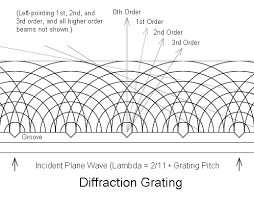 (Left-pointing 1st, 2nd, and
3rd order, and all higher order
beams not shown.)
0th Order
1st Order
2nd Order
3rd Order
Groove
Incident Plane Wave (Lambda = 2/11 * Grating Pitch
Diffraction Grating